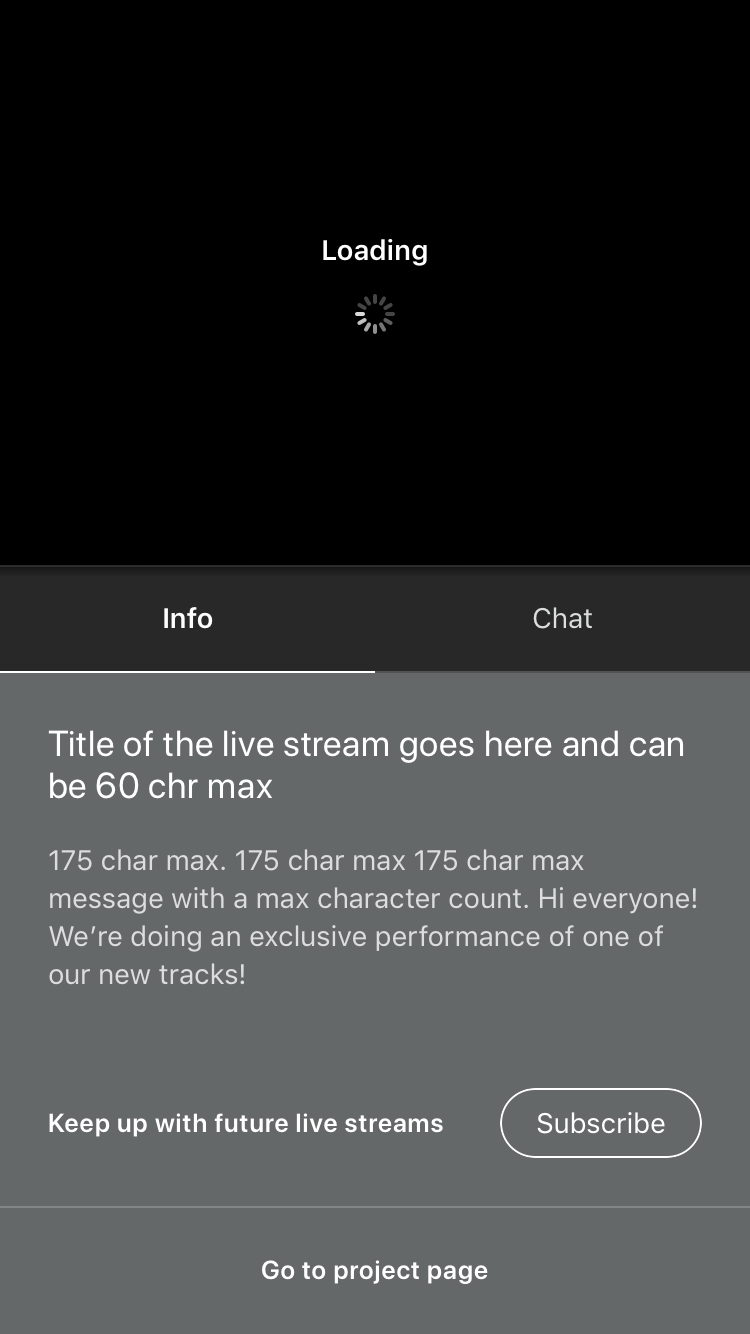 Loading
Info
Chat
Title of the live stream goes here and can
be 60 chr max
175 char max. 175 char max 175 char max
message with a max character count. Hi everyone!
We’re doing an exclusive performance of one of
our new tracks!
Keep up with future live streams
Subscribe
Go to project page